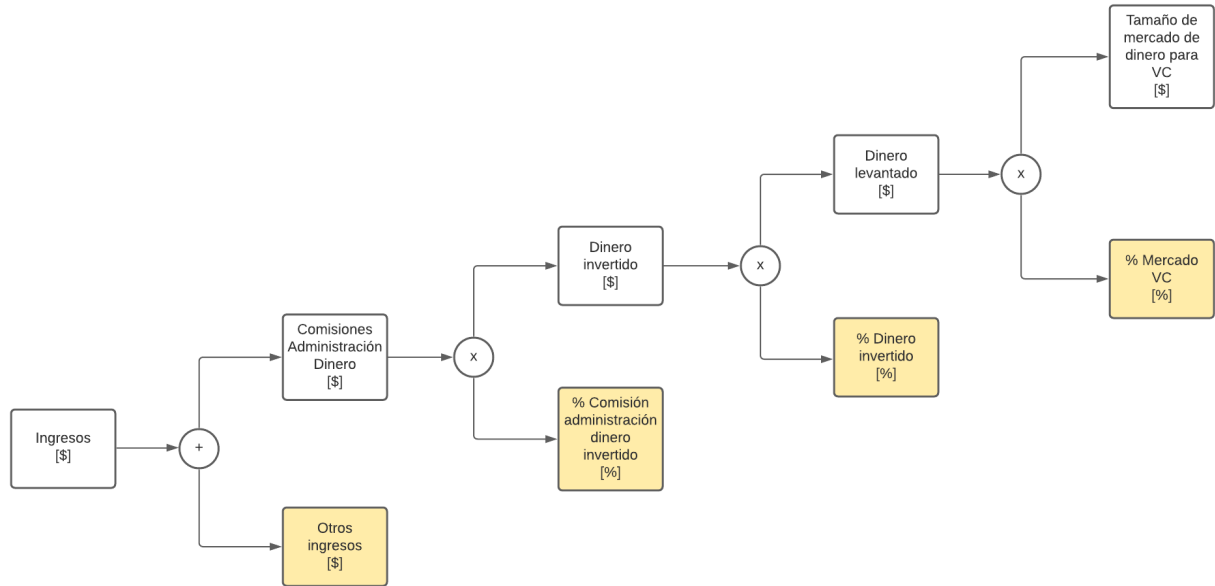 Tamaño de
mercado de
dinero para
VC
[$]
Dinero
levantado
[$]
x
Dinero
invertido
[$]
x
% Mercado
VC
[%]
Comisiones
Administración
Dinero
[$]
x
% Dinero
invertido
[%]
Ingresos
[$]
+
% Comisión
administración
dinero
invertido
[%]
Otros
ingresos
[$]